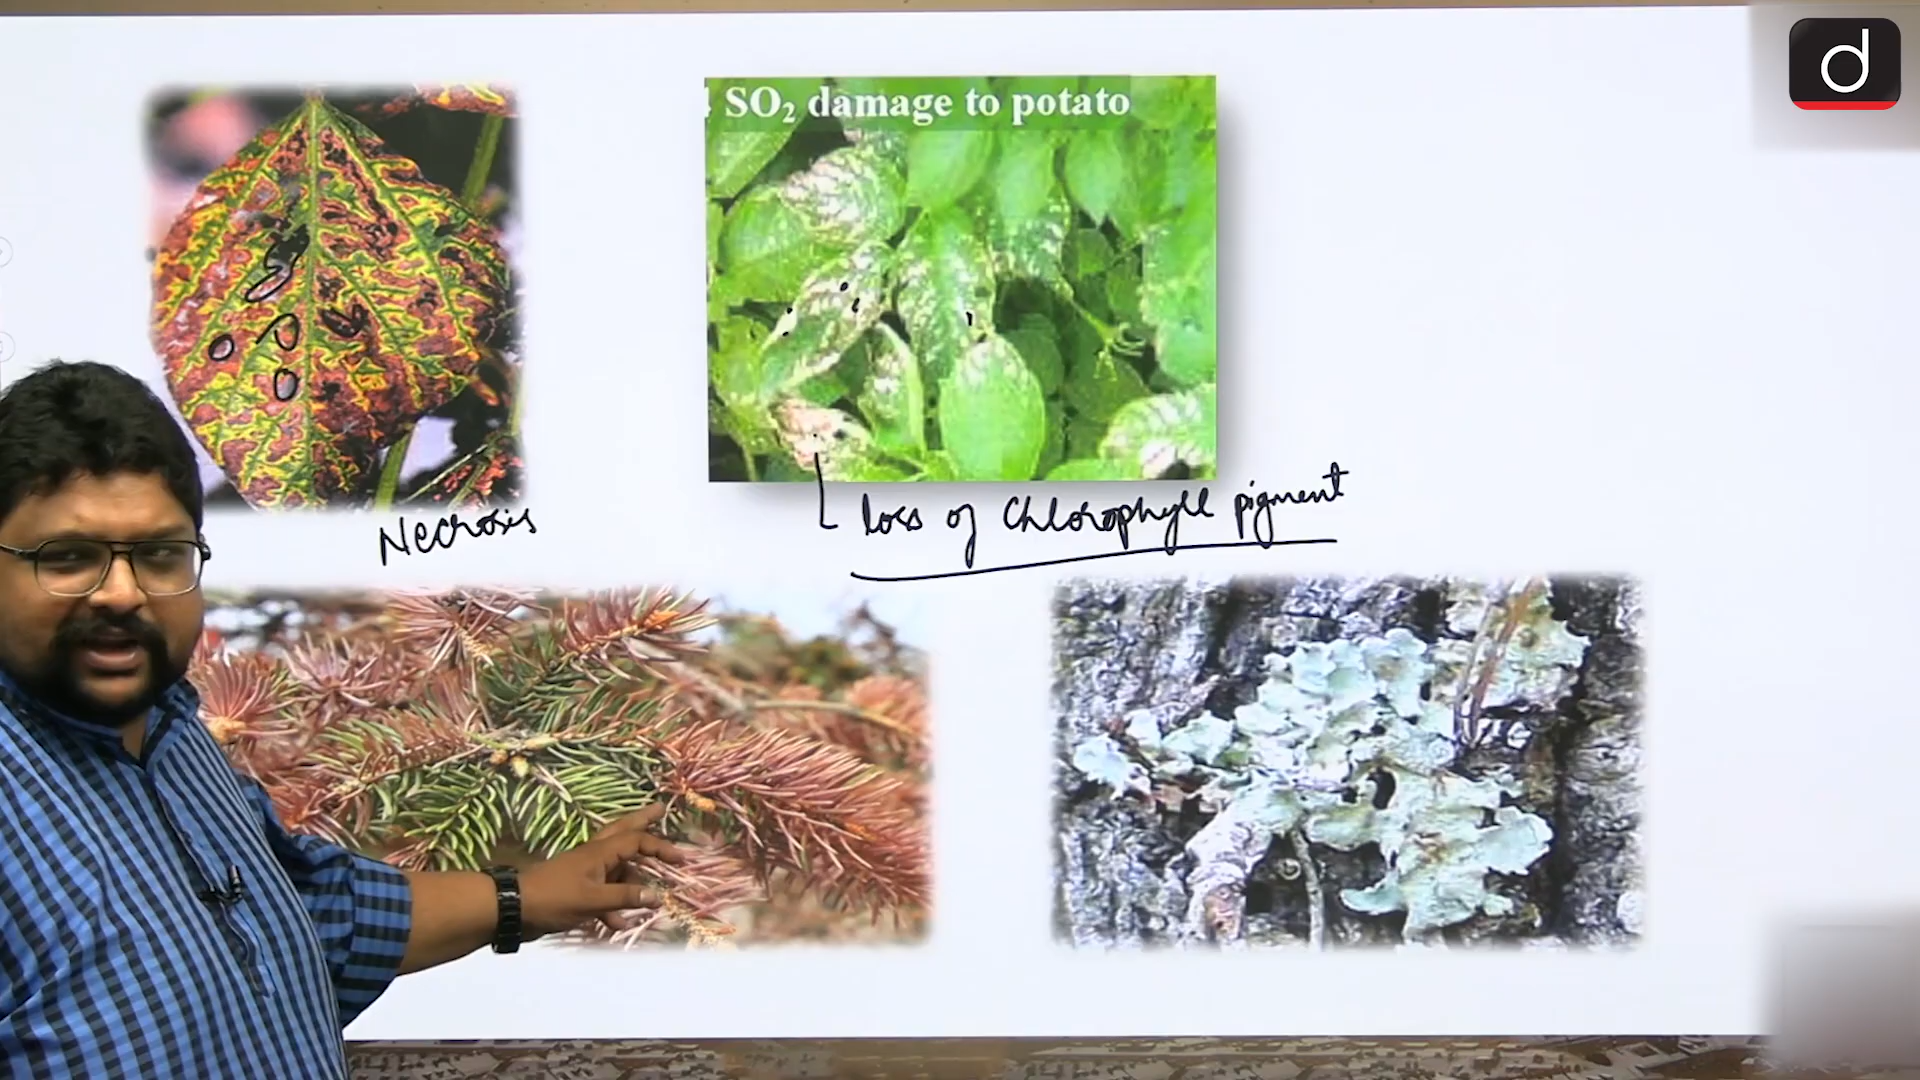 d
SO₂ damage to potato
Necrosis
loss of Chlorophyll pigment